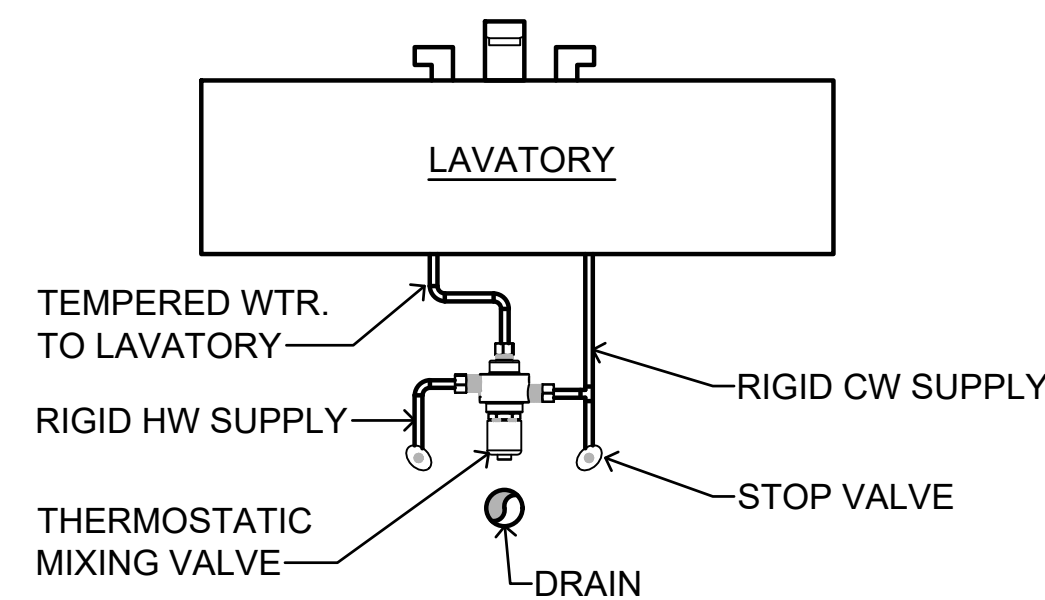 LAVATORY
TEMPERED WTR.
TO LAVATORY
RIGID CW SUPPLY
RIGID HW SUPPLY
STOP VALVE
THERMOSTATIC
MIXING VALVE
DRAIN